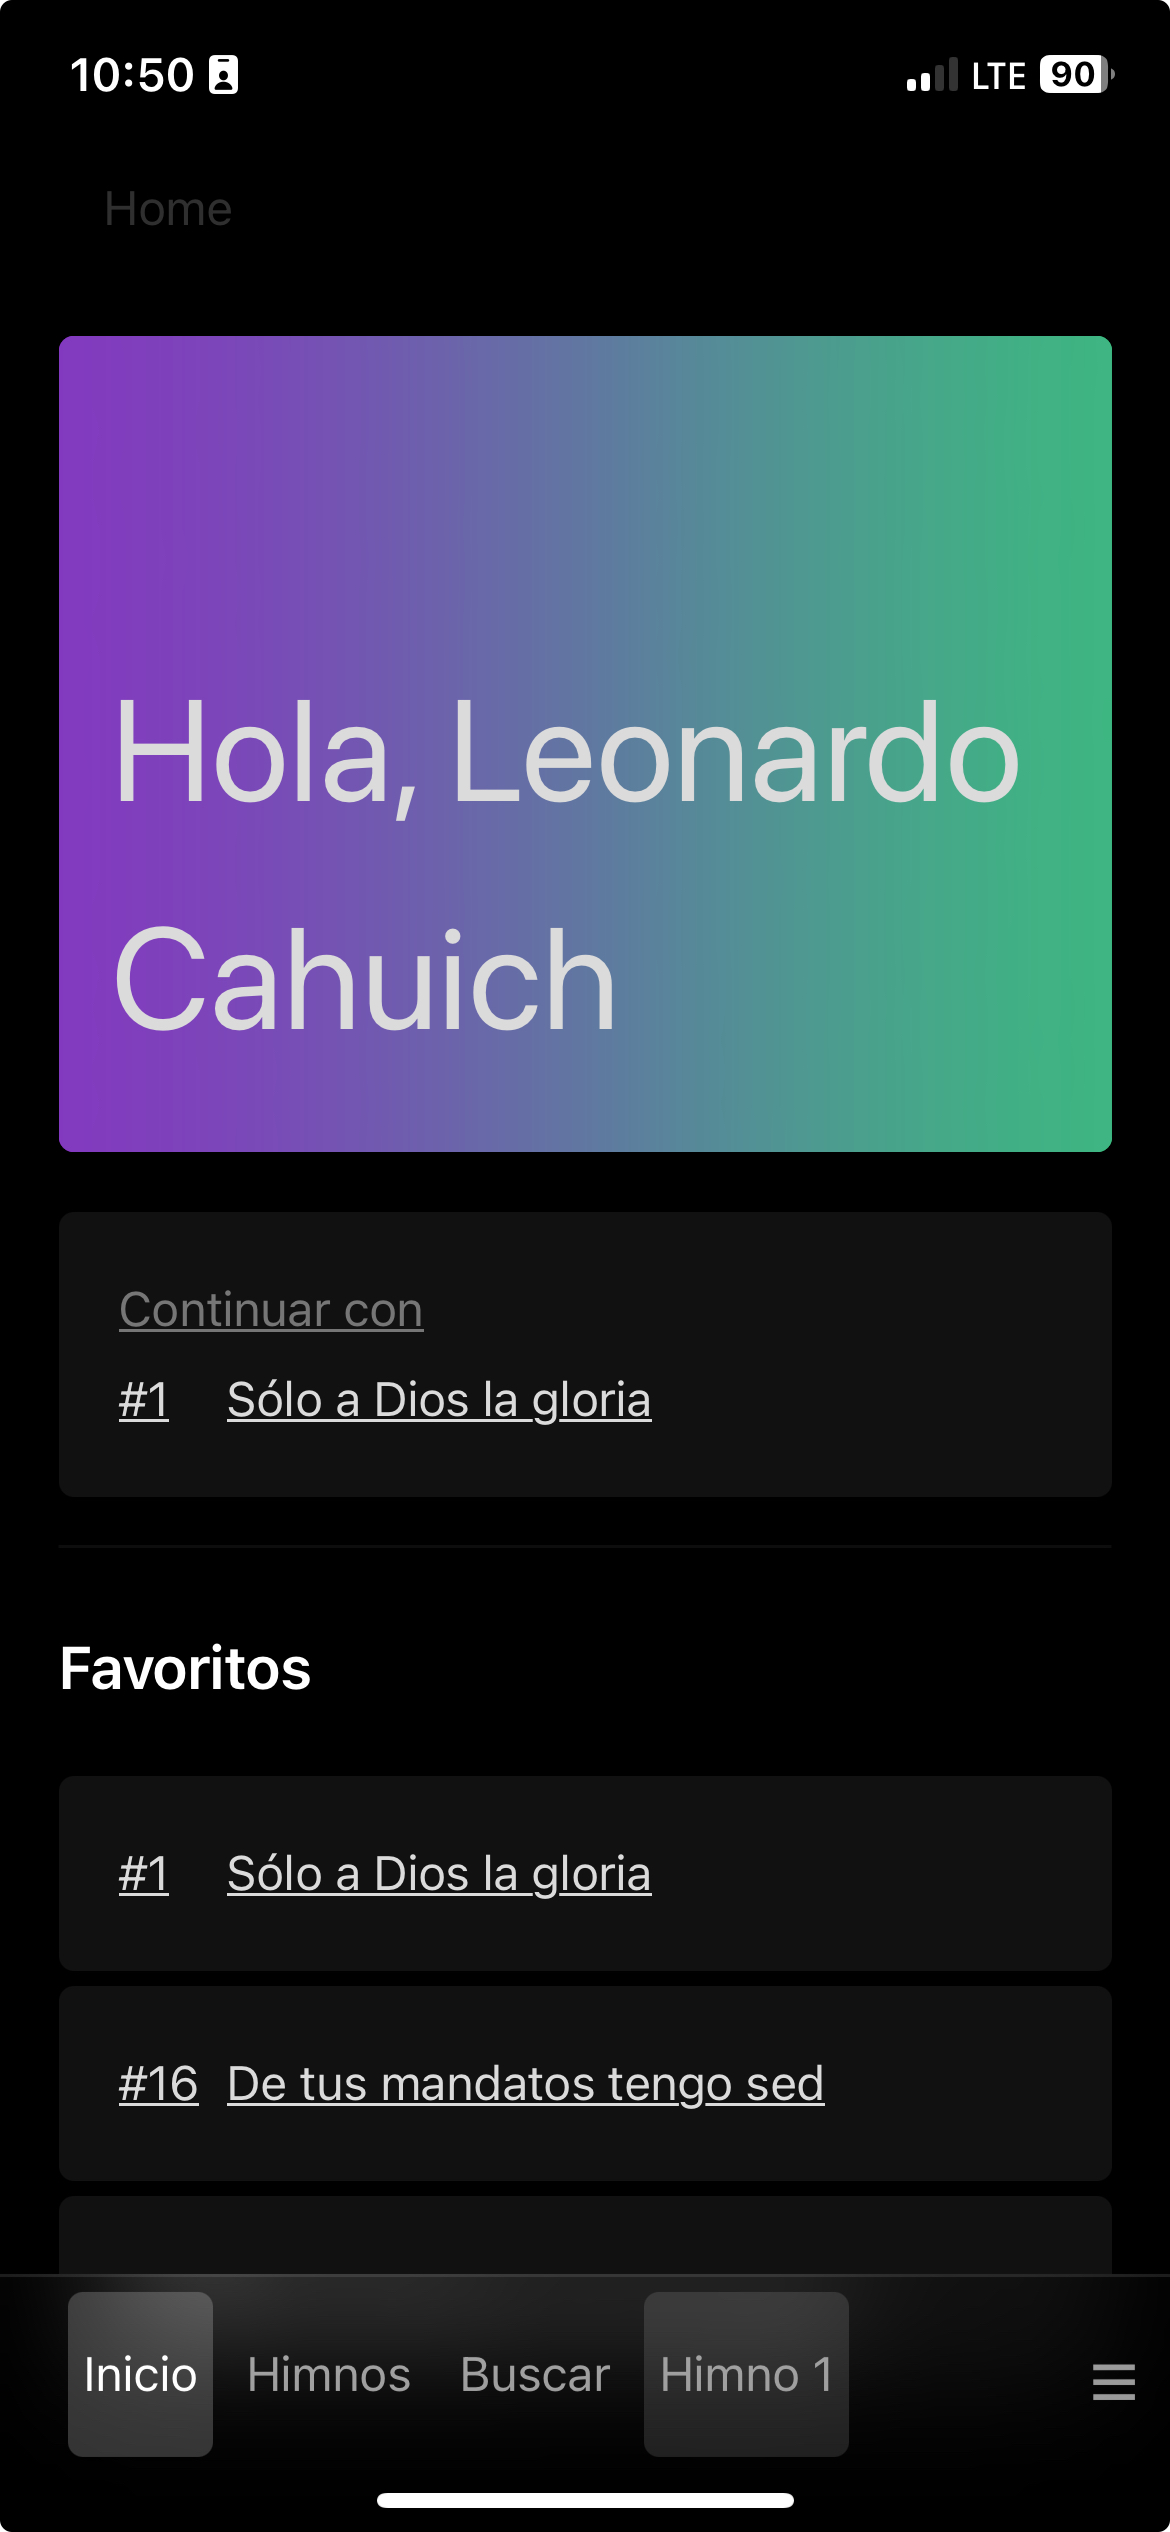 10:50 LTE 90
Home
Hola, Leonardo
Cahuich
Continuar con
#1 Sólo a Dios la gloria
Favoritos
#1 Sólo a Dios la gloria
#16 De tus mandatos tengo sed
Inicio Himnos Buscar Himno 1